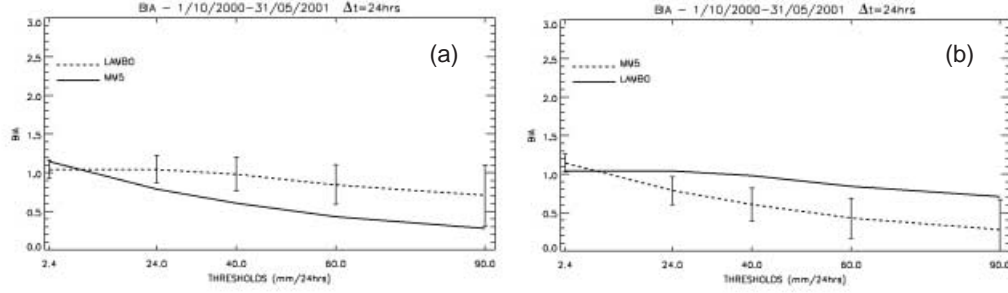 BIA - 1/10/2000-31/05/2001 Δt=24hrs
(a)
LAMBO
MM5
BIA
3.0
2.5
2.0
1.5
1.0
0.5
0.0
2.4 24.0 40.0 60.0 90.0
THRESHOLDS (mm/24hrs)
BIA - 1/10/2000-31/05/2001 Δt=24hrs
(b)
MM5
LAMBO
BIA
3.0
2.5
2.0
1.5
1.0
0.5
0.0
2.4 24.0 40.0 60.0 90.0
THRESHOLDS (mm/24hrs)